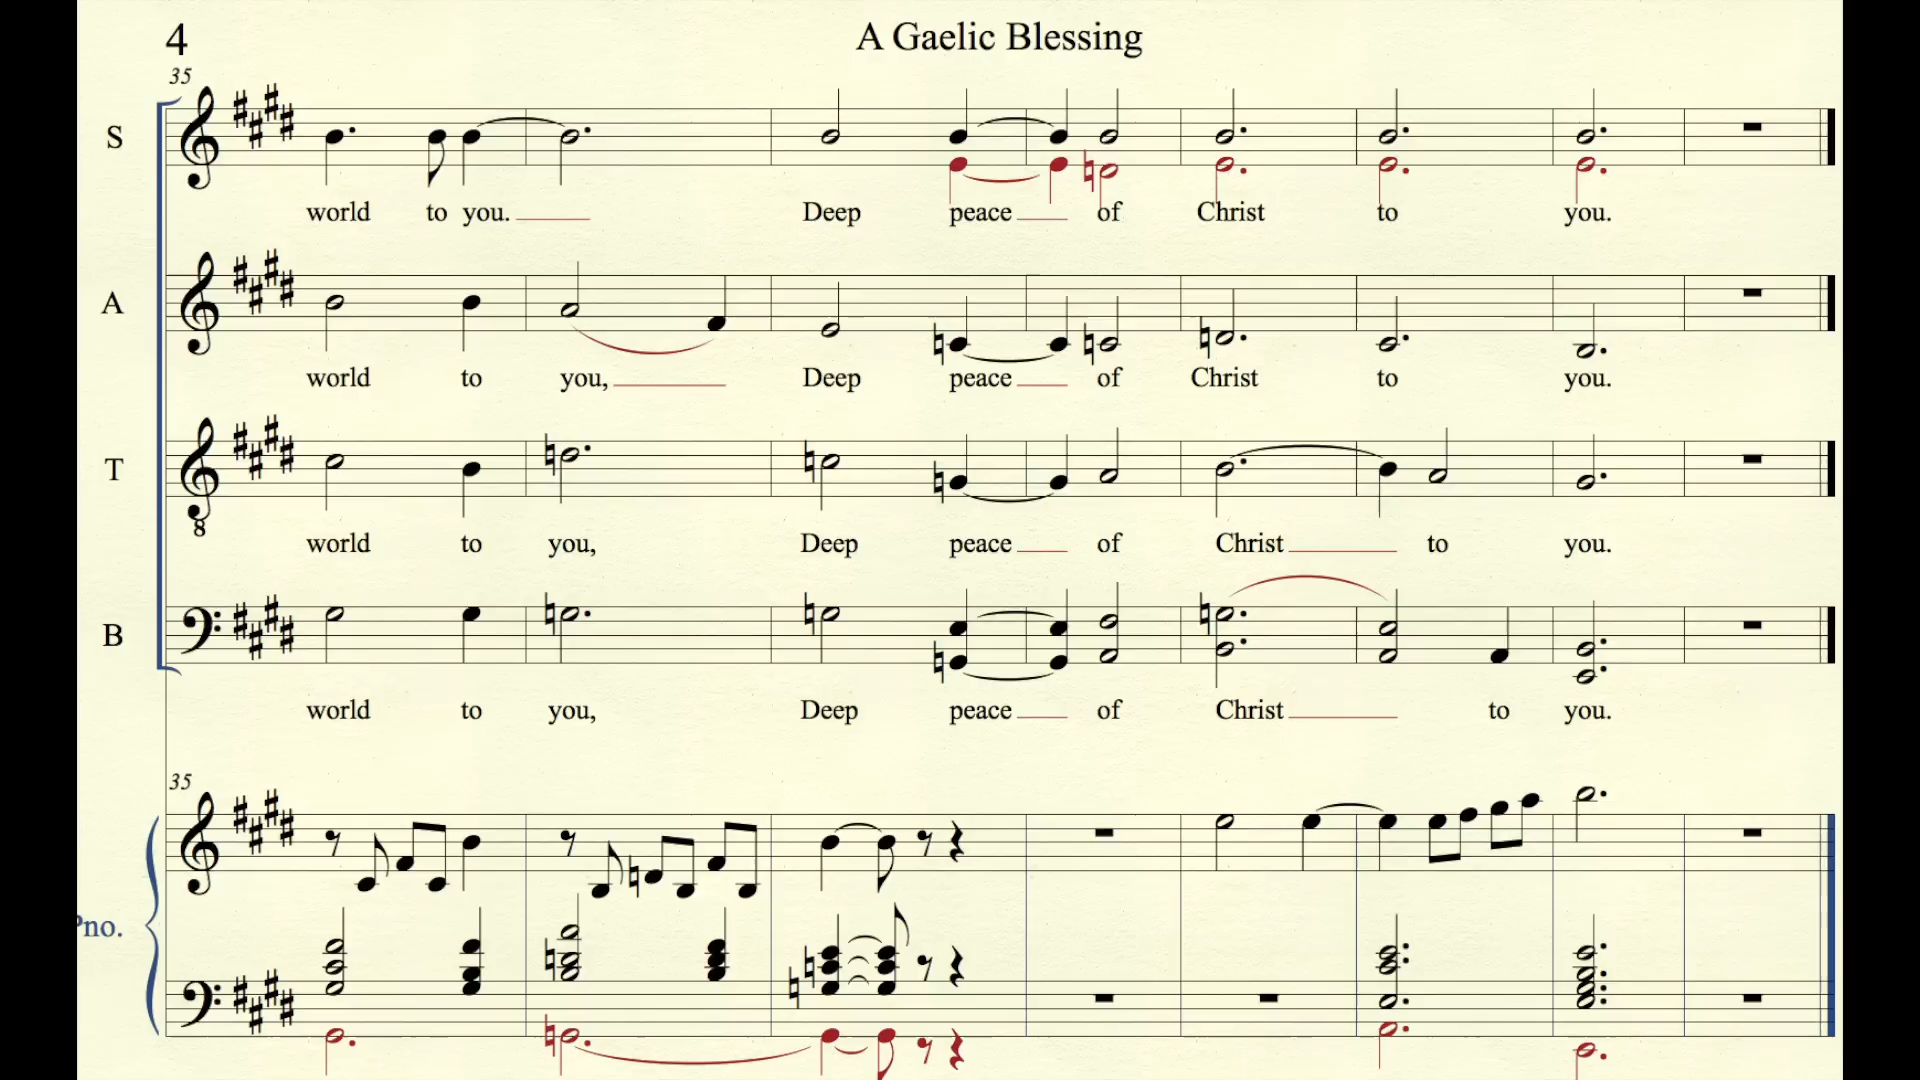 4
A Gaelic Blessing
35
S
world to you.
Deep peace of Christ to you.
A
world to you,
Deep peace of Christ to you.
T
8
world to you,
Deep peace of Christ to you.
B
world to you,
Deep peace of Christ to you.
35
Pno.